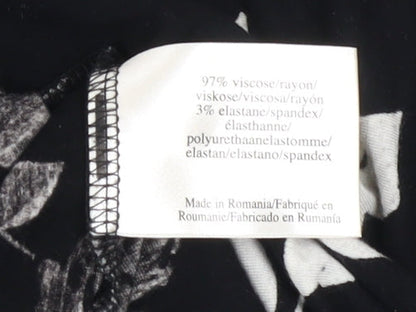 97% viscose/rayon/
viskose/viscosa/rayón
3% elastane/spandex/
élasthanne/
polyurethaanelastomme/
elastan/elastano/spandex
Made in Romania/Fabriqué en
Roumanie/Fabricado en Rumanía